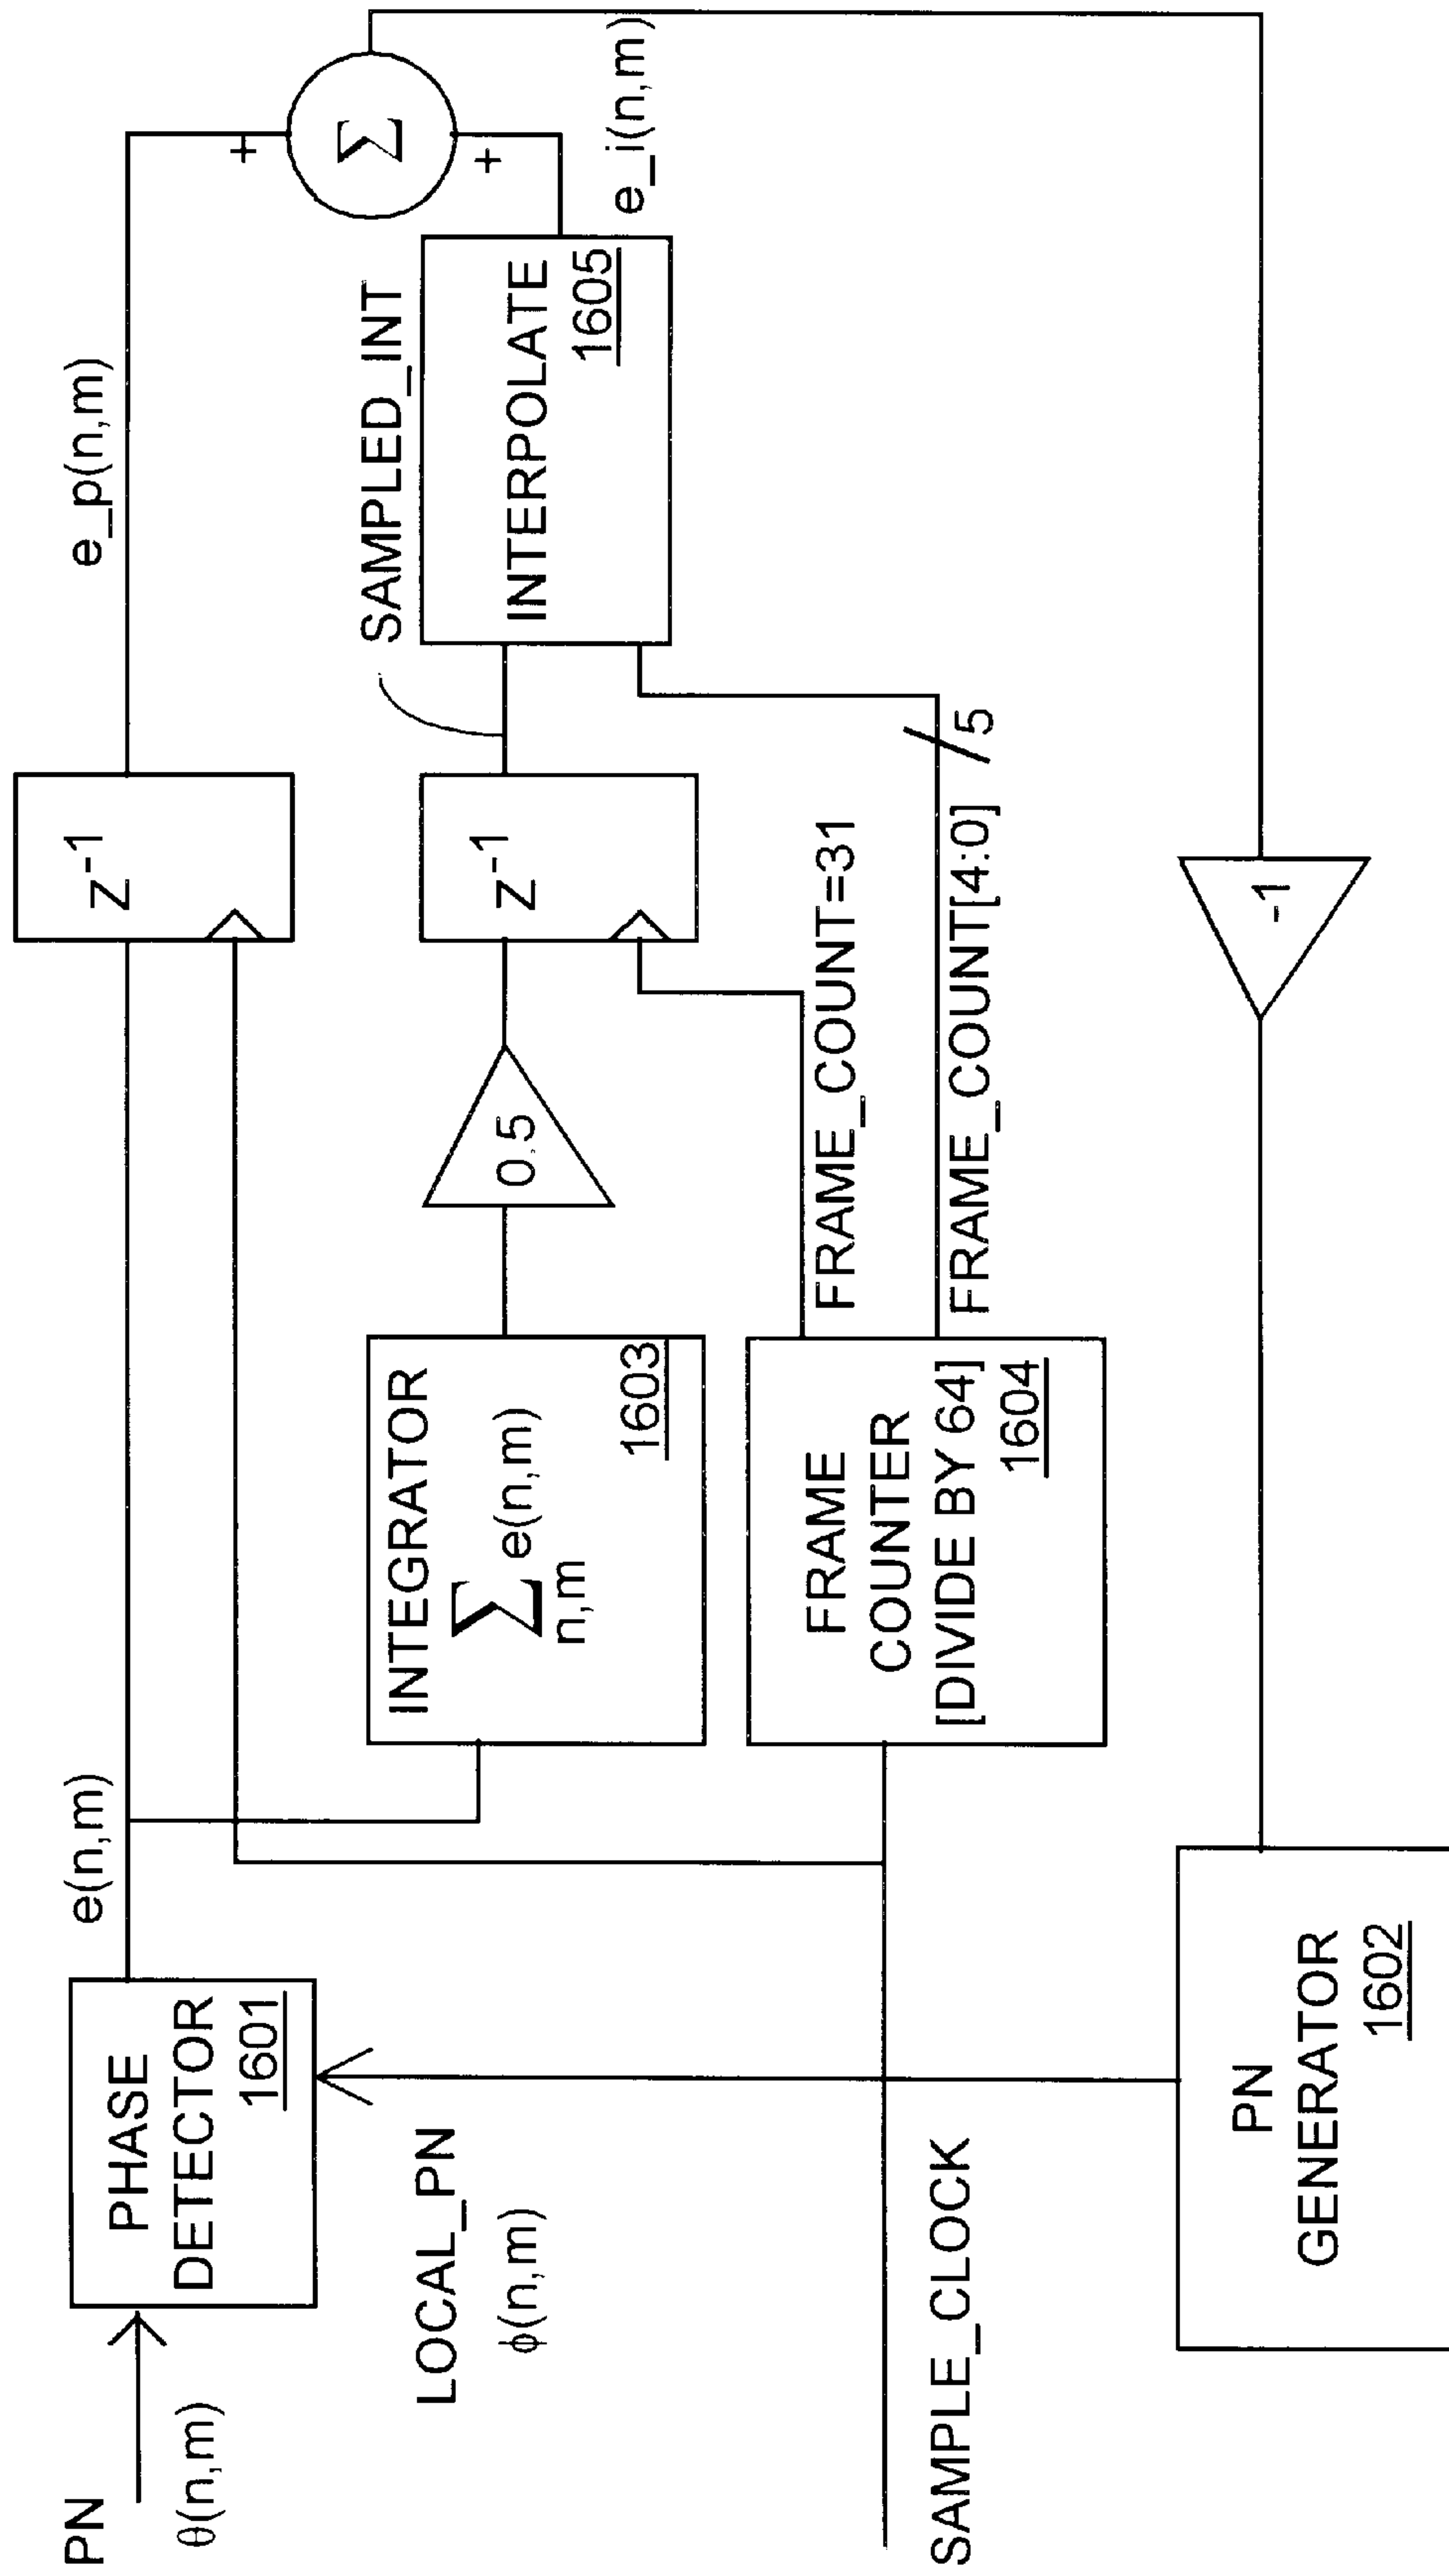 PN
θ(n,m)
PHASE
DETECTOR
1601
e(n,m)
z-1
e_p(n,m)
+
Σ
+
LOCAL_PN
ϕ(n,m)
INTEGRATOR
Σ e(n,m)
n,m
1603
0.5
z-1
SAMPLED_INT
INTERPOLATE
1605
e_i(n,m)
SAMPLE_CLOCK
FRAME
COUNTER
[DIVIDE BY 64]
1604
FRAME_COUNT=31
FRAME_COUNT[4:0]
5
PN
GENERATOR
1602
-1